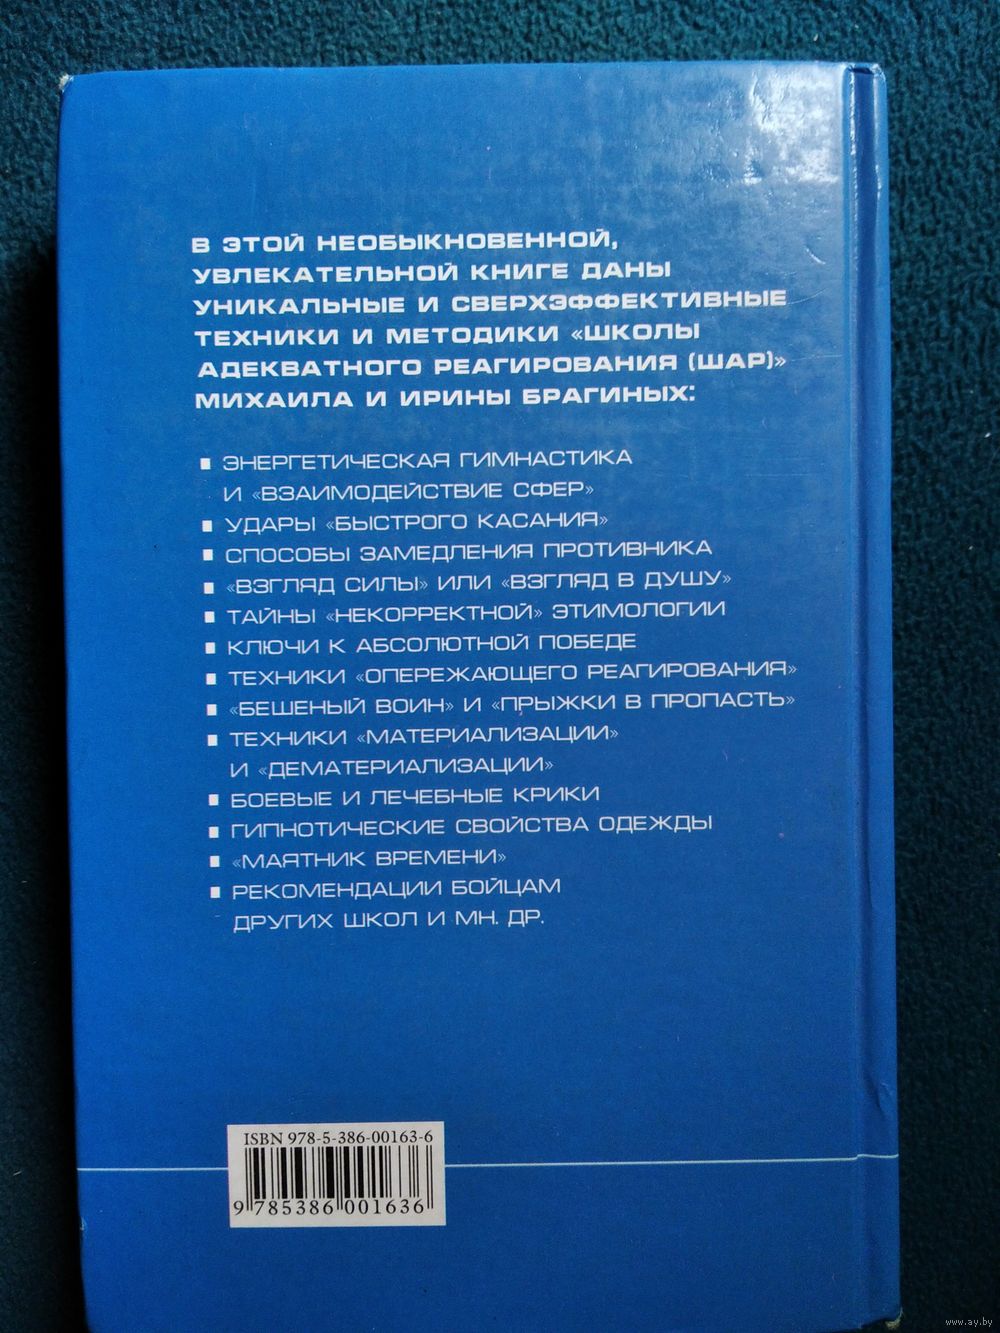 В ЭТОЙ НЕОБЫКНОВЕННОЙ,
УВЛЕКАТЕЛЬНОЙ КНИГЕ ДАНЫ
УНИКАЛЬНЫЕ И СВЕРХЭФФЕКТИВНЫЕ
ТЕХНИКИ И МЕТОДИКИ «ШКОЛЫ
АДЕКВАТНОГО РЕАГИРОВАНИЯ (ШАР)»
МИХАИЛА И ИРИНЫ БРАГИНЫХ:
▪ ЭНЕРГЕТИЧЕСКАЯ ГИМНАСТИКА
И «ВЗАИМОДЕЙСТВИЕ СФЕР»
▪ УДАРЫ «БЫСТРОГО КАСАНИЯ»
▪ СПОСОБЫ ЗАМЕДЛЕНИЯ ПРОТИВНИКА
▪ «ВЗГЛЯД СИЛЫ» ИЛИ «ВЗГЛЯД В ДУШУ»
▪ ТАЙНЫ «НЕКОРРЕКТНОЙ» ЭТИМОЛОГИИ
▪ КЛЮЧИ К АБСОЛЮТНОЙ ПОБЕДЕ
▪ ТЕХНИКИ «ОПЕРЕЖАЮЩЕГО РЕАГИРОВАНИЯ»
▪ «БЕШЕНЫЙ ВОИН» И «ПРЫЖКИ В ПРОПАСТЬ»
▪ ТЕХНИКИ «МАТЕРИАЛИЗАЦИИ»
И «ДЕМАТЕРИАЛИЗАЦИИ»
▪ БОЕВЫЕ И ЛЕЧЕБНЫЕ КРИКИ
▪ ГИПНОТИЧЕСКИЕ СВОЙСТВА ОДЕЖДЫ
▪ «МАЯТНИК ВРЕМЕНИ»
▪ РЕКОМЕНДАЦИИ БОЙЦАМ
ДРУГИХ ШКОЛ И МН. ДР.
ISBN 978-5-386-00163-6
9 785386 001636
www.ay.by